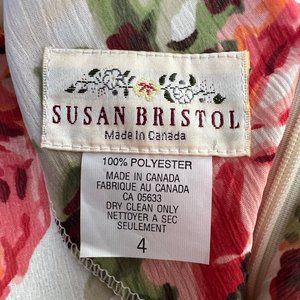 SUSAN BRISTOL
Made in Canada
100% POLYESTER
MADE IN CANADA
FABRIQUE AU CANADA
CA 05633
DRY CLEAN ONLY
NETTOYER A SEC
SEULEMENT
4